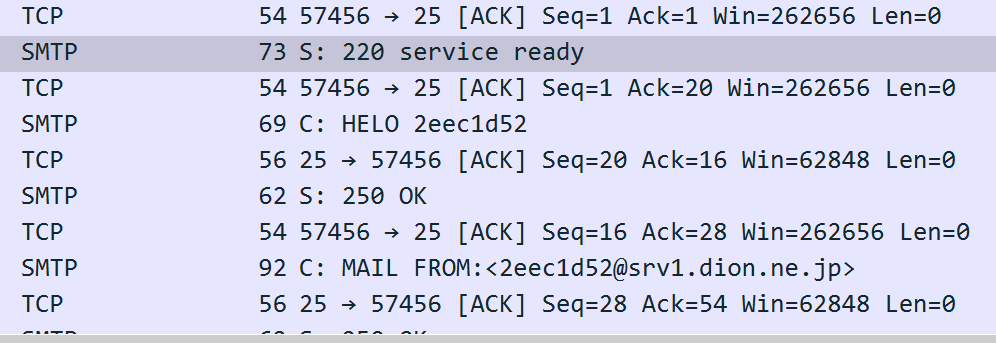 TCP 54 57456 → 25 [ACK] Seq=1 Ack=1 Win=262656 Len=0
SMTP 73 S: 220 service ready
TCP 54 57456 → 25 [ACK] Seq=1 Ack=20 Win=262656 Len=0
SMTP 69 C: HELO 2eec1d52
TCP 56 25 → 57456 [ACK] Seq=20 Ack=16 Win=62848 Len=0
SMTP 62 S: 250 OK
TCP 54 57456 → 25 [ACK] Seq=16 Ack=28 Win=262656 Len=0
SMTP 92 C: MAIL FROM:<2eec1d52@srv1.dion.ne.jp>
TCP 56 25 → 57456 [ACK] Seq=28 Ack=54 Win=62848 Len=0
SMTP